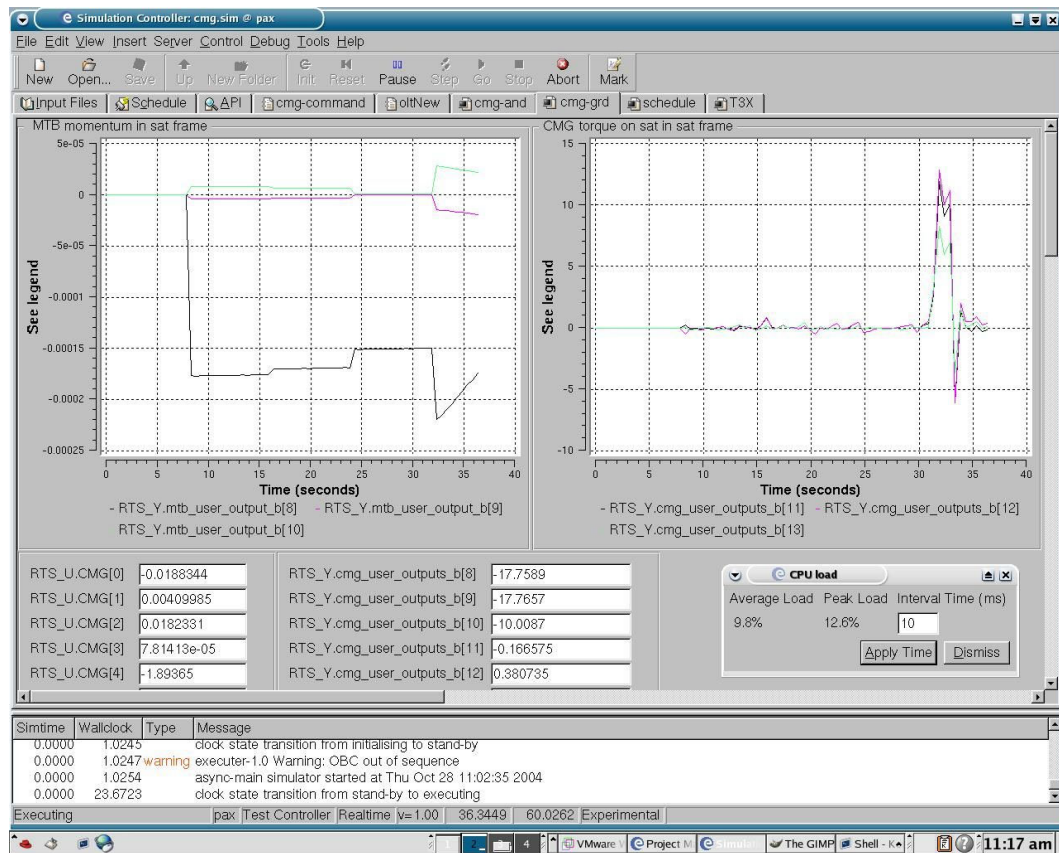 Simulation Controller: cmg.sim @ pax
File Edit View Insert Server Control Debug Tools Help
New Open... Save Up New Folder Init Reset Pause Step Go Stop Abort Mark
Input Files Schedule API cmg-command oltNew cmg-and cmg-grd schedule T3X
MTB momentum in sat frame
5e-05
0
-5e-05
-0.0001
-0.00015
-0.0002
-0.00025
See legend
0 5 10 15 20 25 30 35 40
Time (seconds)
- RTS_Y.mtb_user_output_b[8] - RTS_Y.mtb_user_output_b[9]
RTS_Y.mtb_user_output_b[10]
CMG torque on sat in sat frame
15
10
5
0
-5
-10
See legend
0 5 10 15 20 25 30 35 40
Time (seconds)
- RTS_Y.cmg_user_outputs_b[11] - RTS_Y.cmg_user_outputs_b[12]
RTS_Y.cmg_user_outputs_b[13]
RTS_U.CMG[0] -0.0188344
RTS_U.CMG[1] 0.00409985
RTS_U.CMG[2] 0.0182331
RTS_U.CMG[3] 7.81413e-05
RTS_U.CMG[4] -1.89365
RTS_Y.cmg_user_outputs_b[8] -17.7589
RTS_Y.cmg_user_outputs_b[9] -17.7657
RTS_Y.cmg_user_outputs_b[10] -10.0087
RTS_Y.cmg_user_outputs_b[11] -0.166575
RTS_Y.cmg_user_outputs_b[12] 0.380735
CPU load
Average Load Peak Load Interval Time (ms)
9.8% 12.6% 10
Apply Time Dismiss
Simtime Wallclock Type Message
0.0000 1.0245 clock state transition from initialising to stand-by
0.0000 1.0247 warning executer-1.0 Warning: OBC out of sequence
0.0000 1.0254 async-main simulator started at Thu Oct 28 11:02:35 2004
0.0000 23.6723 clock state transition from stand-by to executing
Executing pax Test Controller Realtime v= 1.00 36.3449 60.0262 Experimental
1 2 4 VMware Project M Simula The GIMP Shell - K 11:17 am